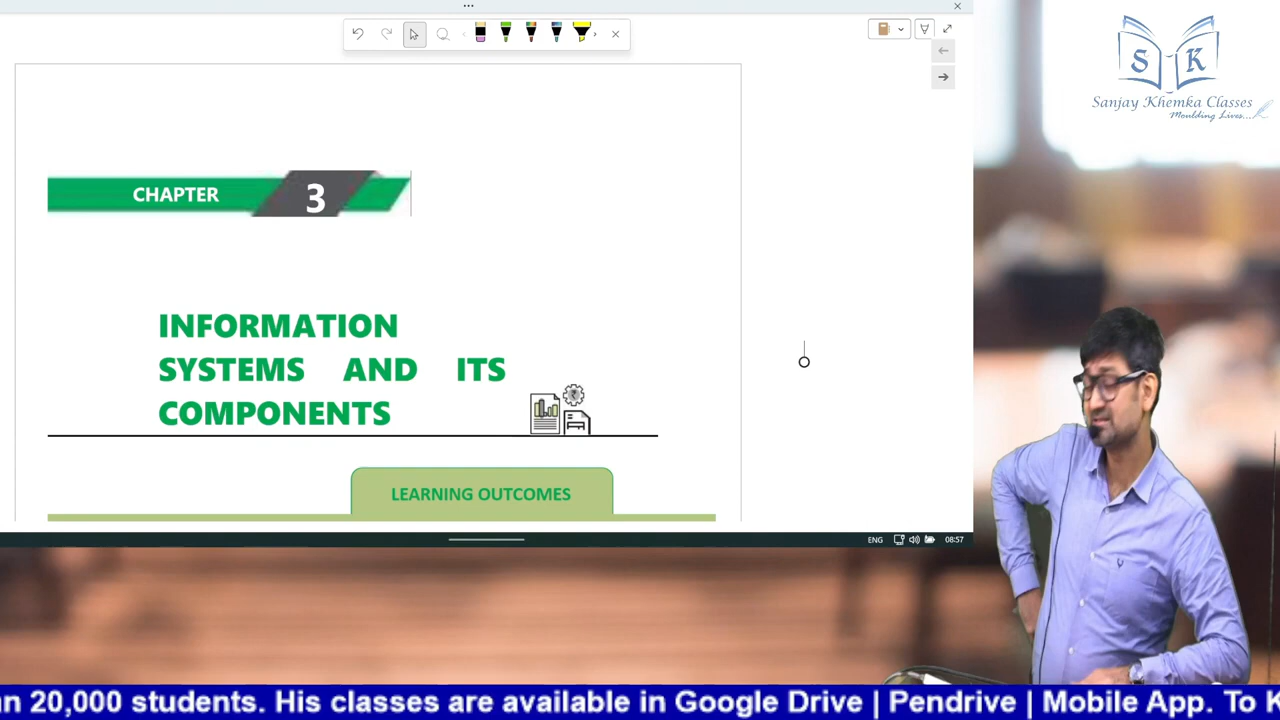 S K
Sanjay Khemka Classes
Moulding Lives...
CHAPTER 3
INFORMATION
SYSTEMS AND ITS
COMPONENTS
LEARNING OUTCOMES
ENG 08:57
20,000 students. His classes are available in Google Drive | Pendrive | Mobile App. To